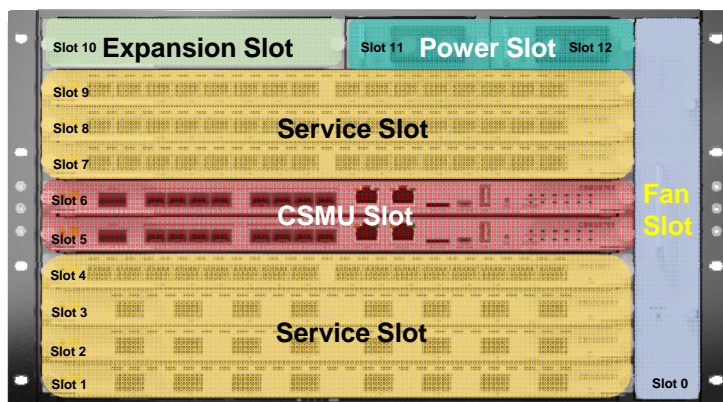 Slot 10 Expansion Slot Slot 11 Power Slot Slot 12
Slot 9
Slot 8 Service Slot
Slot 7
Slot 6
CSMU Slot
Slot 5
Fan
Slot
Slot 4
Slot 3
Service Slot
Slot 2
Slot 1
Slot 0